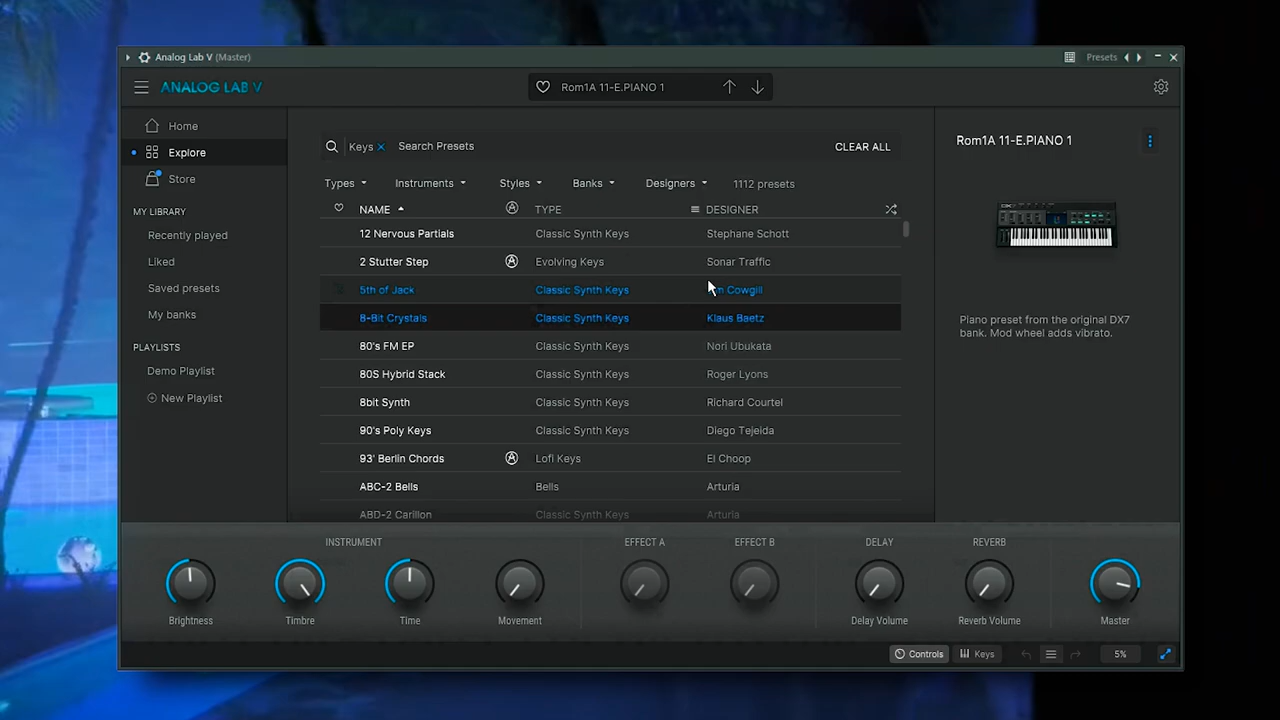 Analog Lab V (Master)
Presets
ANALOG LAB V
Rom1A 11-E.PIANO 1
Home
Explore
Store
MY LIBRARY
Recently played
Liked
Saved presets
My banks
PLAYLISTS
Demo Playlist
New Playlist
Keys Search Presets CLEAR ALL
Types Instruments Styles Banks Designers 1112 presets
NAME TYPE DESIGNER
12 Nervous Partials Classic Synth Keys Stephane Schott
2 Stutter Step Evolving Keys Sonar Traffic
5th of Jack Classic Synth Keys Cowgill
8-Bit Crystals Classic Synth Keys Klaus Baetz
80's FM EP Classic Synth Keys Nori Ubukata
80S Hybrid Stack Classic Synth Keys Roger Lyons
8bit Synth Classic Synth Keys Richard Courtel
90's Poly Keys Classic Synth Keys Diego Tejeida
93' Berlin Chords Lofi Keys El Choop
ABC-2 Bells Bells Arturia
ABD-2 Carillon Classic Synth Keys Arturia
Rom1A 11-E.PIANO 1
DX7
Piano preset from the original DX7
bank. Mod wheel adds vibrato.
INSTRUMENT EFFECT A EFFECT B DELAY REVERB
Brightness Timbre Time Movement Delay Volume Reverb Volume Master
Controls Keys 5%